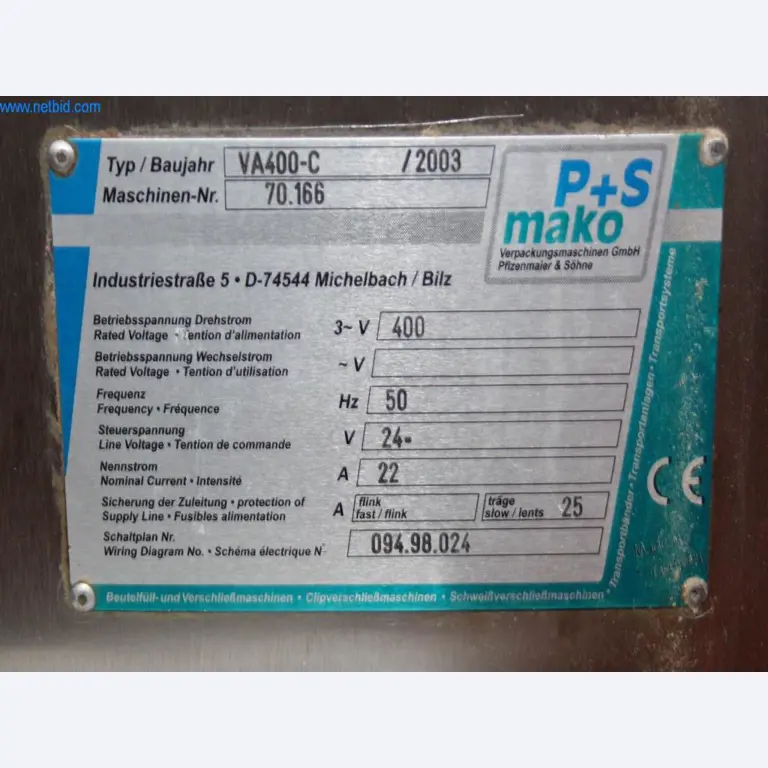 www.netbid.com
Typ / Baujahr VA400-C /2003
Maschinen-Nr. 70.166
P+S
mako
Verpackungsmaschinen GmbH
Pfizenmaier & Söhne
Industriestraße 5 • D-74544 Michelbach / Bilz
Betriebsspannung Drehstrom
Rated Voltage • Tention d'alimentation 3~ V 400
Betriebsspannung Wechselstrom
Rated Voltage • Tention d'utilisation ~ V
Frequenz
Frequency • Fréquence Hz 50
Steuerspannung
Line Voltage • Tention de commande V 24=
Nennstrom
Nominal Current • Intensité A 22
Sicherung der Zuleitung • protection of
Supply Line • Fusibles alimentation A flink fast / flink träge slow / lents 25
Schaltplan Nr.
Wiring Diagram No. • Schéma électrique N° 094.98.024
CE
Beutelfüll- und Verschließmaschinen • Clipverschließmaschinen • Schweißverschließmaschinen
• Transportbänder • Transportanlagen • Transportsysteme